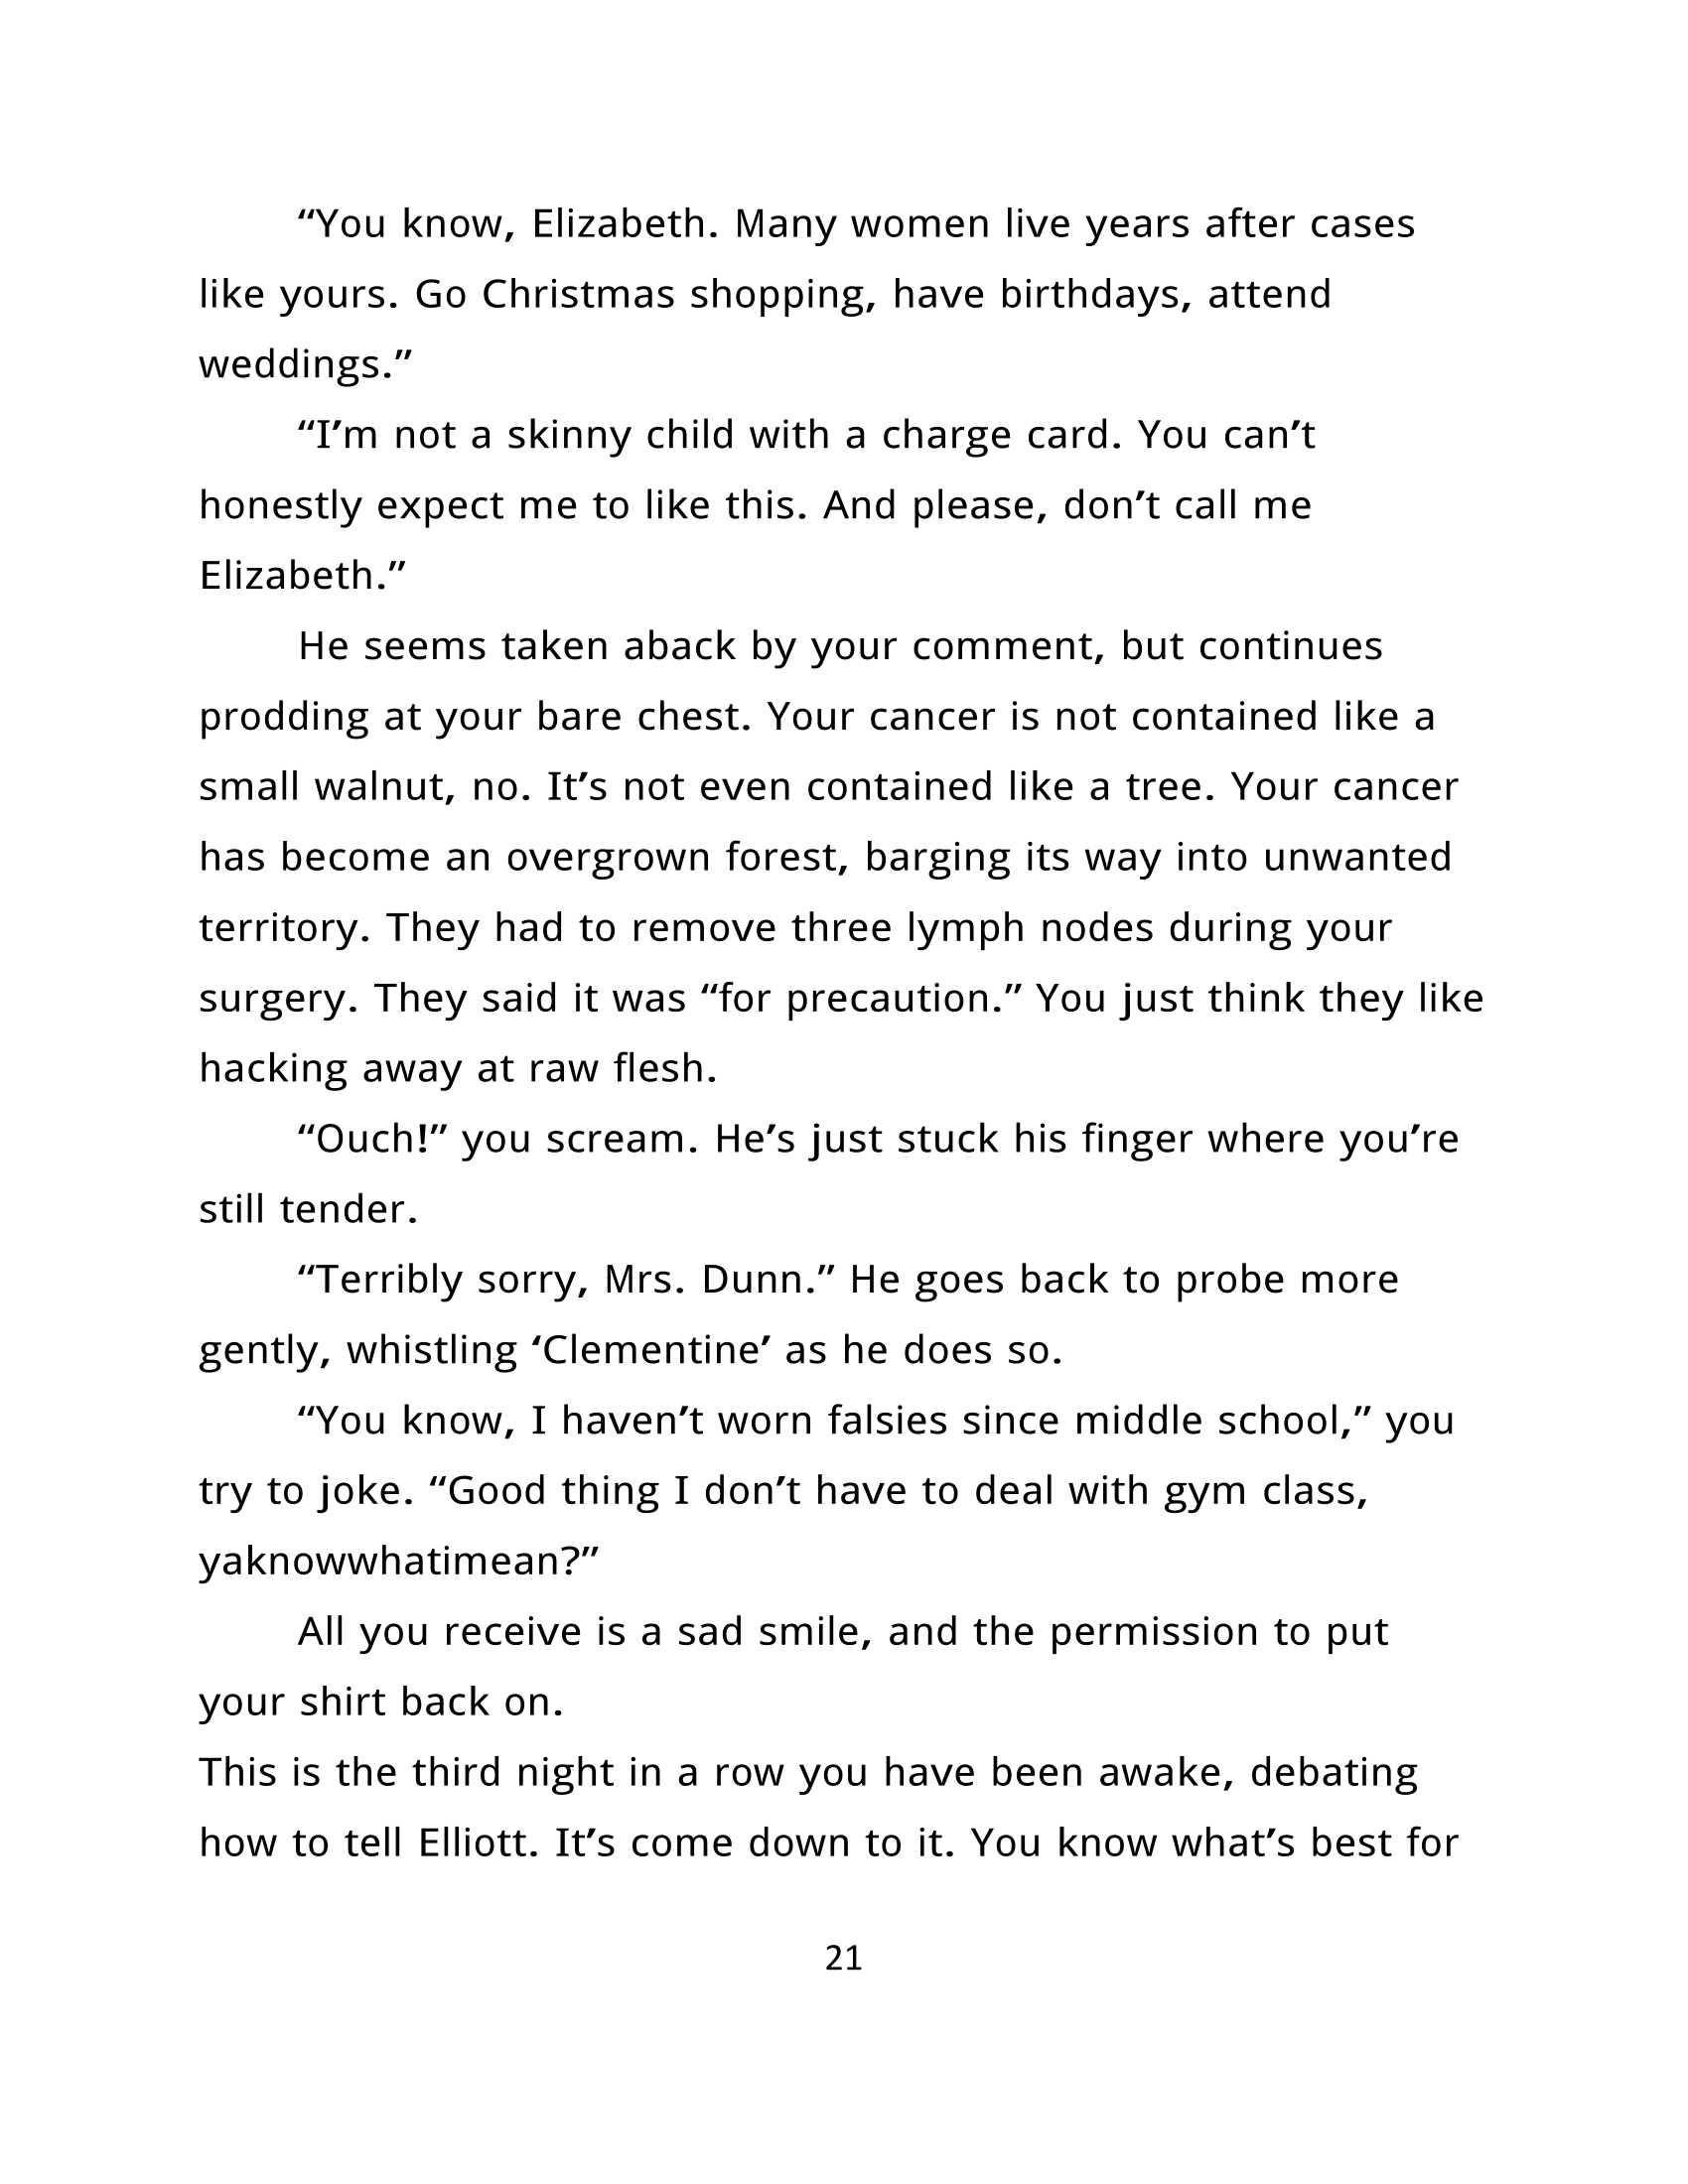 “You know, Elizabeth. Many women live years after cases
like yours. Go Christmas shopping, have birthdays, attend
weddings.”
“I’m not a skinny child with a charge card. You can’t
honestly expect me to like this. And please, don’t call me
Elizabeth.”
He seems taken aback by your comment, but continues
prodding at your bare chest. Your cancer is not contained like a
small walnut, no. It’s not even contained like a tree. Your cancer
has become an overgrown forest, barging its way into unwanted
territory. They had to remove three lymph nodes during your
surgery. They said it was “for precaution.” You just think they like
hacking away at raw flesh.
“Ouch!” you scream. He’s just stuck his finger where you’re
still tender.
“Terribly sorry, Mrs. Dunn.” He goes back to probe more
gently, whistling ‘Clementine’ as he does so.
“You know, I haven’t worn falsies since middle school,” you
try to joke. “Good thing I don’t have to deal with gym class,
yaknowwhatimean?”
All you receive is a sad smile, and the permission to put
your shirt back on.
This is the third night in a row you have been awake, debating
how to tell Elliott. It’s come down to it. You know what’s best for
21